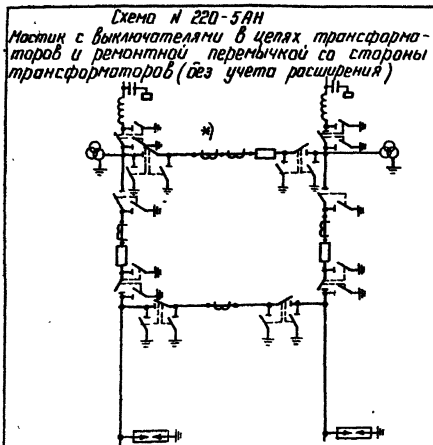 Схема N 220-5АН
Мостик с выключателями в цепях трансформа-
торов и ремонтной перемычкой со стороны
трансформаторов (без учета расширения)
*)